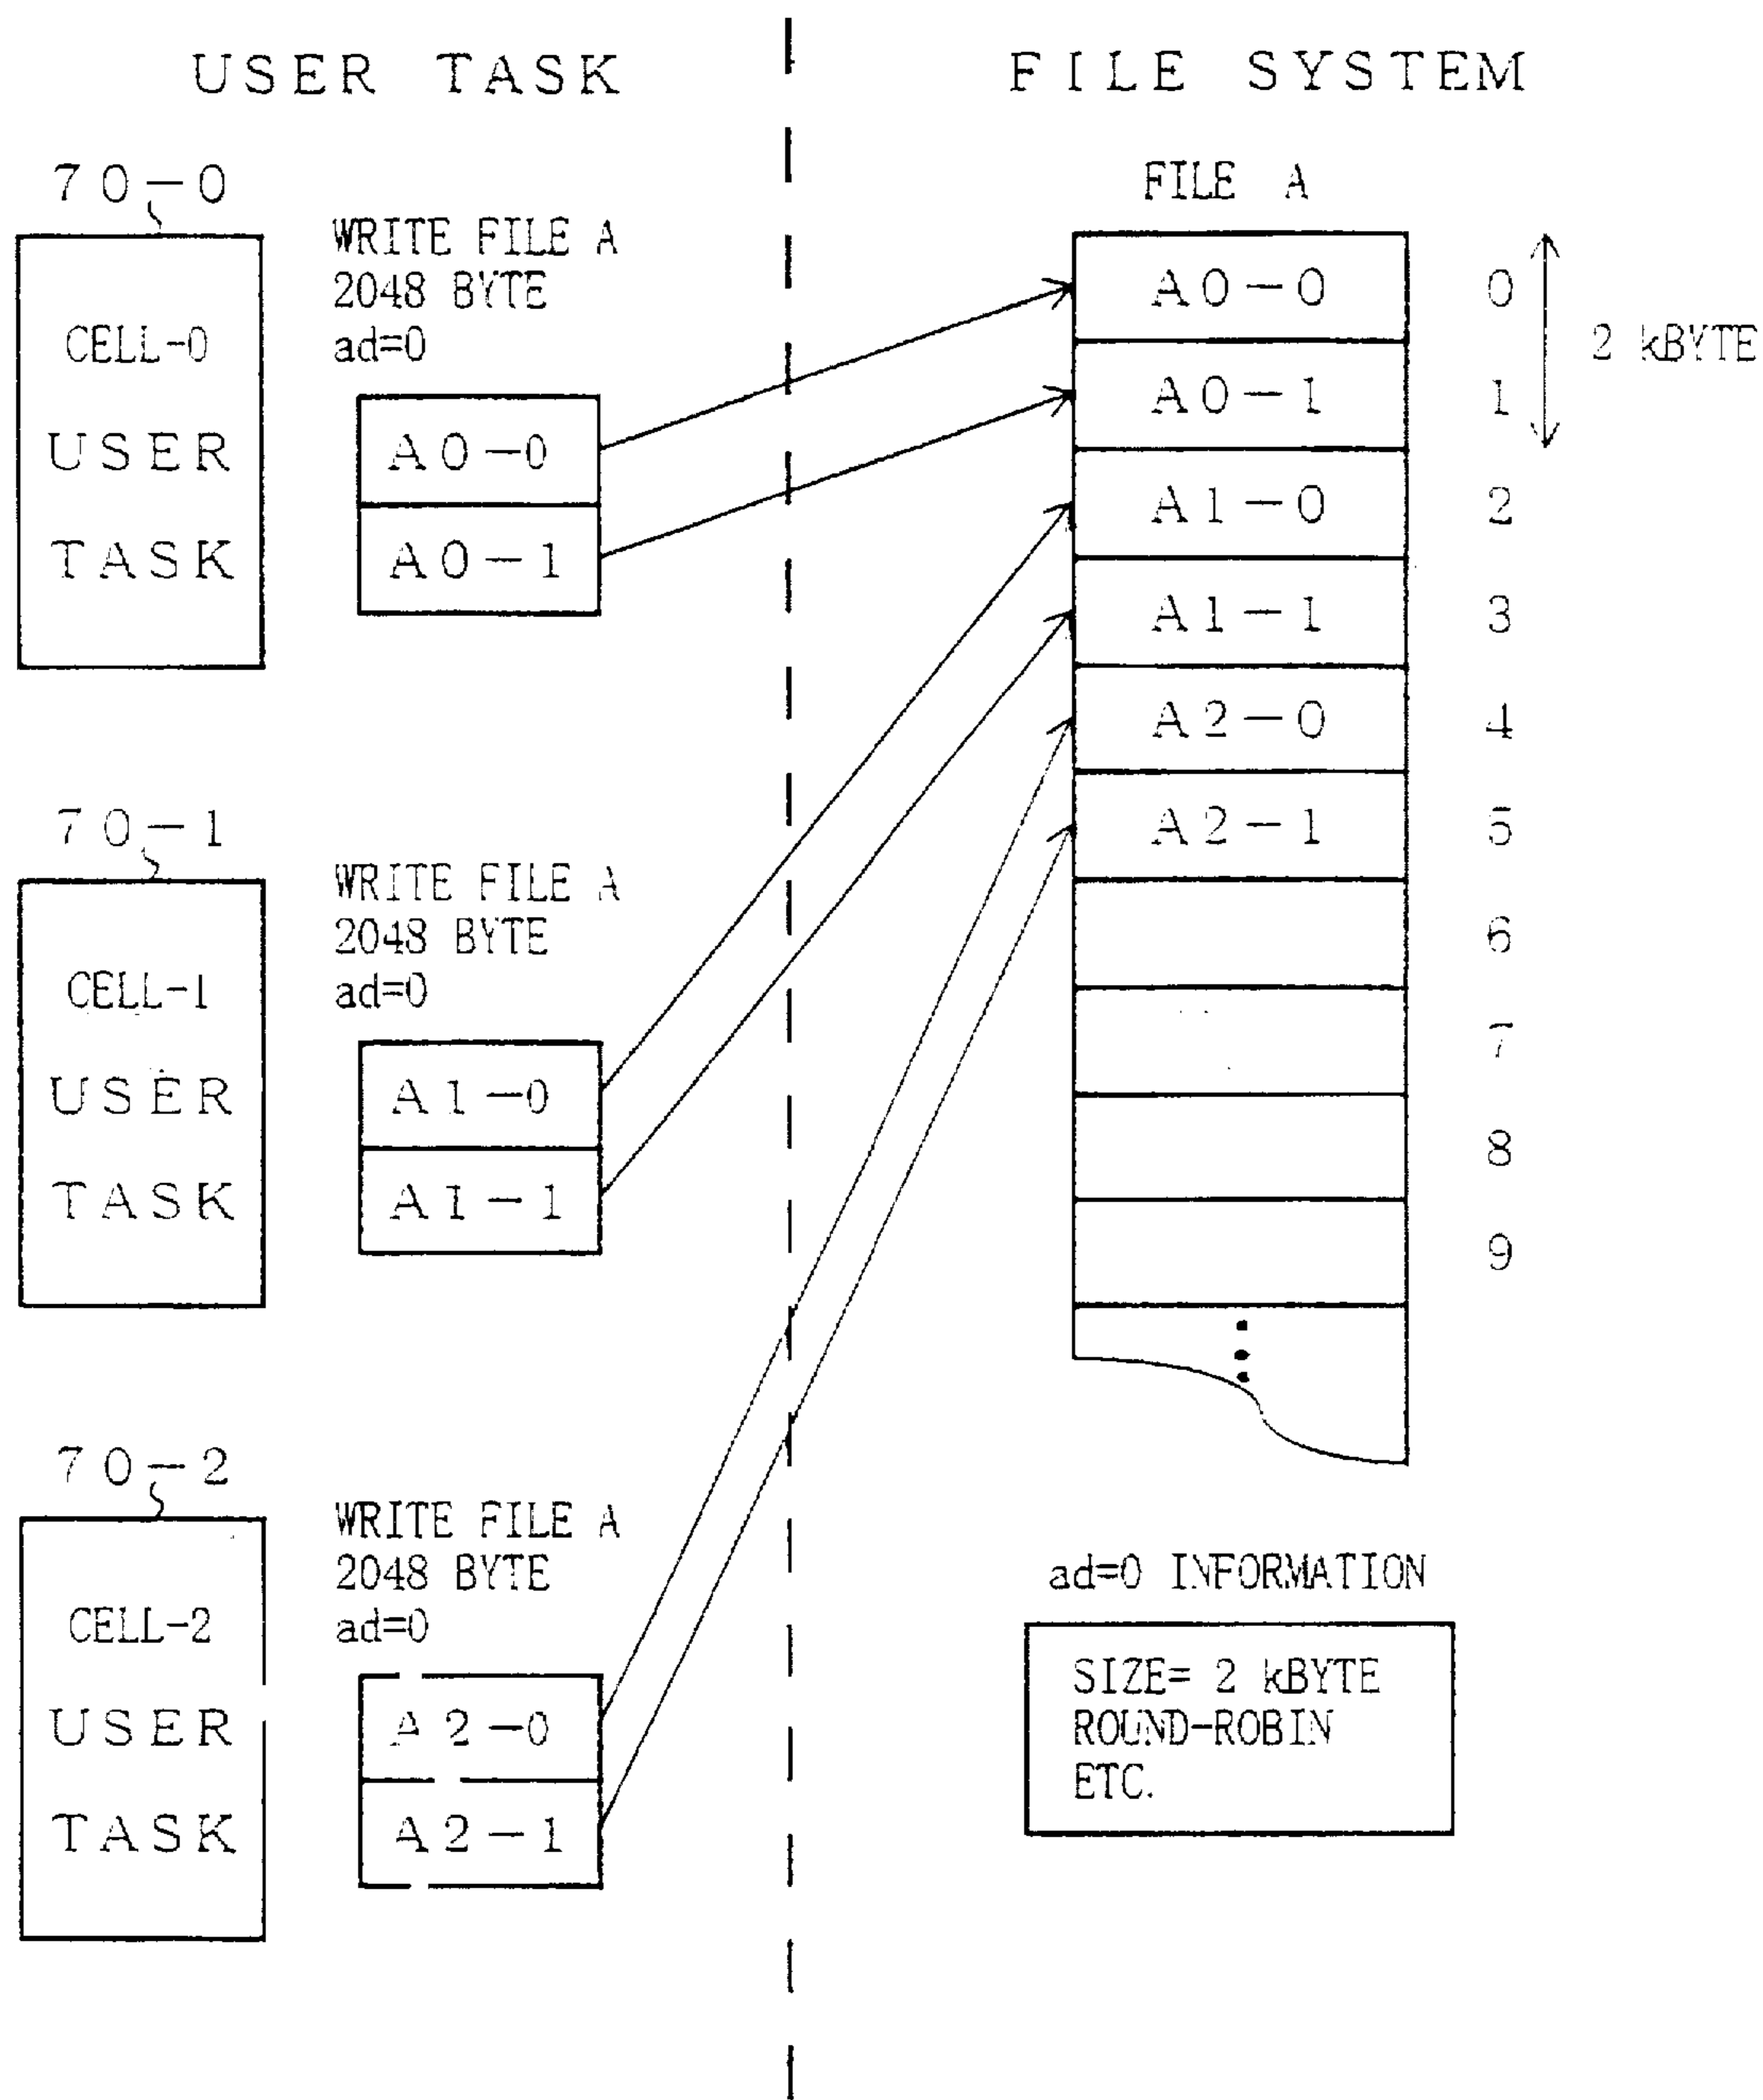 USER TASK
FILE SYSTEM
70-0
CELL-0
USER
TASK
WRITE FILE A
2048 BYTE
ad=0
A0-0
A0-1
70-1
CELL-1
USER
TASK
WRITE FILE A
2048 BYTE
ad=0
A1-0
A1-1
70-2
CELL-2
USER
TASK
WRITE FILE A
2048 BYTE
ad=0
A2-0
A2-1
FILE A
A0-0 0
A0-1 1
2 kBYTE
A1-0 2
A1-1 3
A2-0 4
A2-1 5
6
7
8
9
ad=0 INFORMATION
SIZE= 2 kBYTE
ROUND-ROBIN
ETC.